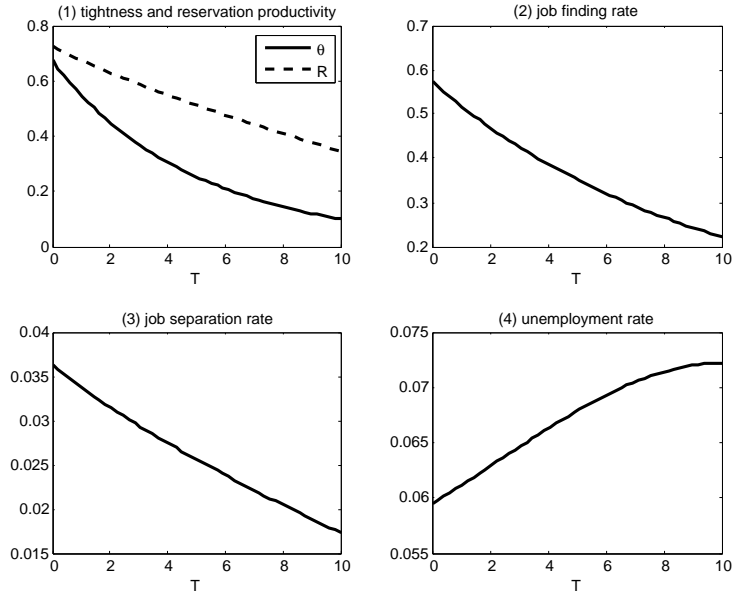 (1) tightness and reservation productivity
0.8
0.6
0.4
0.2
0
0 2 4 6 8 10
T
θ
R
(2) job finding rate
0.7
0.6
0.5
0.4
0.3
0.2
0 2 4 6 8 10
T
(3) job separation rate
0.04
0.035
0.03
0.025
0.02
0.015
0 2 4 6 8 10
T
(4) unemployment rate
0.075
0.07
0.065
0.06
0.055
0 2 4 6 8 10
T